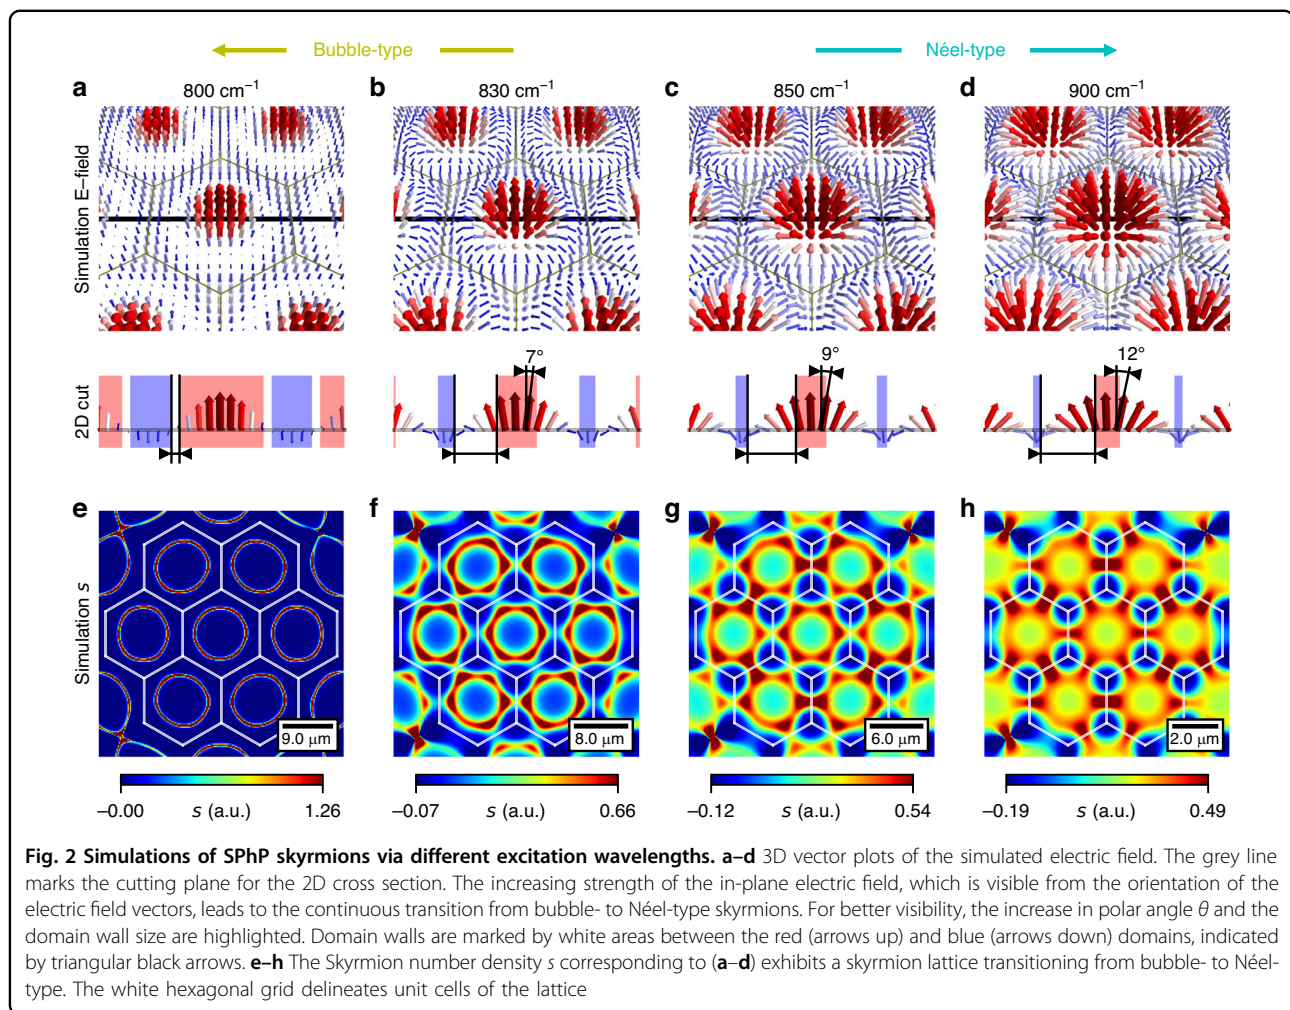 Bubble-type
Néel-type
a
800 cm⁻¹
b
830 cm⁻¹
c
850 cm⁻¹
d
900 cm⁻¹
Simulation E–field
2D cut
7°
9°
12°
e
f
g
h
Simulation s
9.0 μm
8.0 μm
6.0 μm
2.0 μm
−0.00
s (a.u.)
1.26
−0.07
s (a.u.)
0.66
−0.12
s (a.u.)
0.54
−0.19
s (a.u.)
0.49
Fig. 2 Simulations of SPhP skyrmions via different excitation wavelengths. a–d 3D vector plots of the simulated electric field. The grey line
marks the cutting plane for the 2D cross section. The increasing strength of the in-plane electric field, which is visible from the orientation of the
electric field vectors, leads to the continuous transition from bubble- to Néel-type skyrmions. For better visibility, the increase in polar angle θ and the
domain wall size are highlighted. Domain walls are marked by white areas between the red (arrows up) and blue (arrows down) domains, indicated
by triangular black arrows. e–h The Skyrmion number density s corresponding to (a–d) exhibits a skyrmion lattice transitioning from bubble- to Néel-
type. The white hexagonal grid delineates unit cells of the lattice